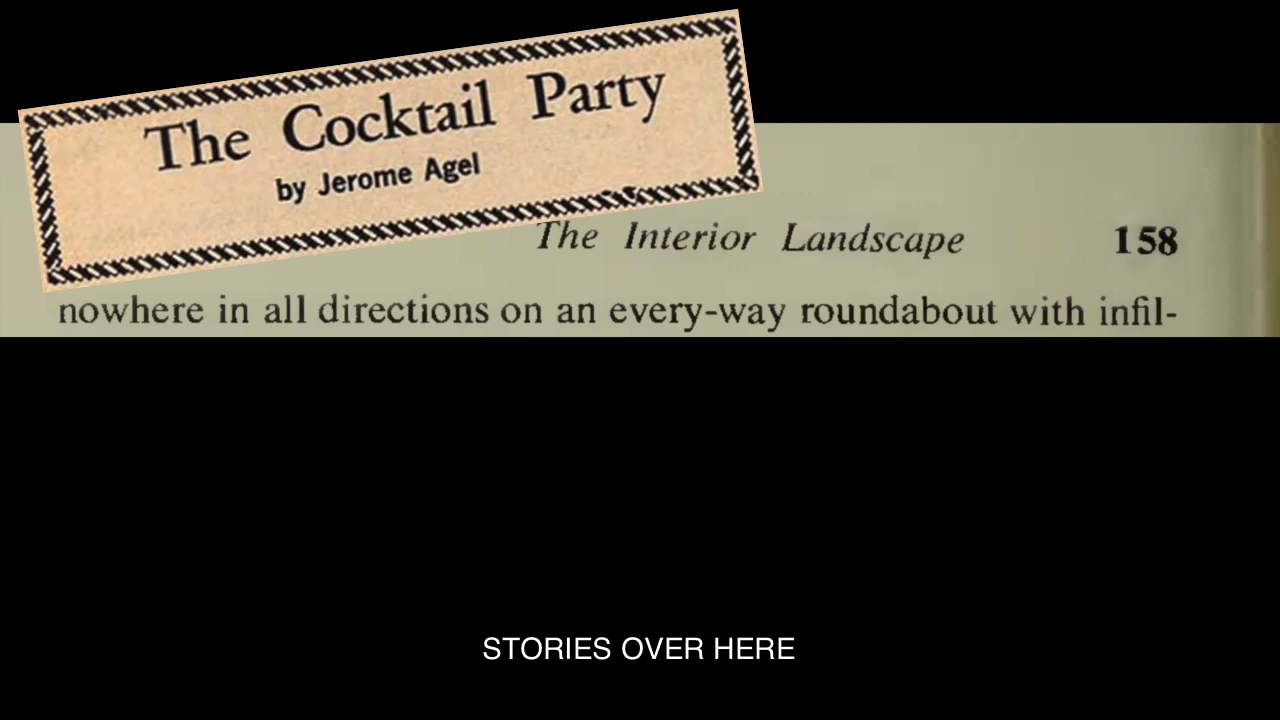 The Cocktail Party
by Jerome Agel
The Interior Landscape 158
nowhere in all directions on an every-way roundabout with infil-
STORIES OVER HERE